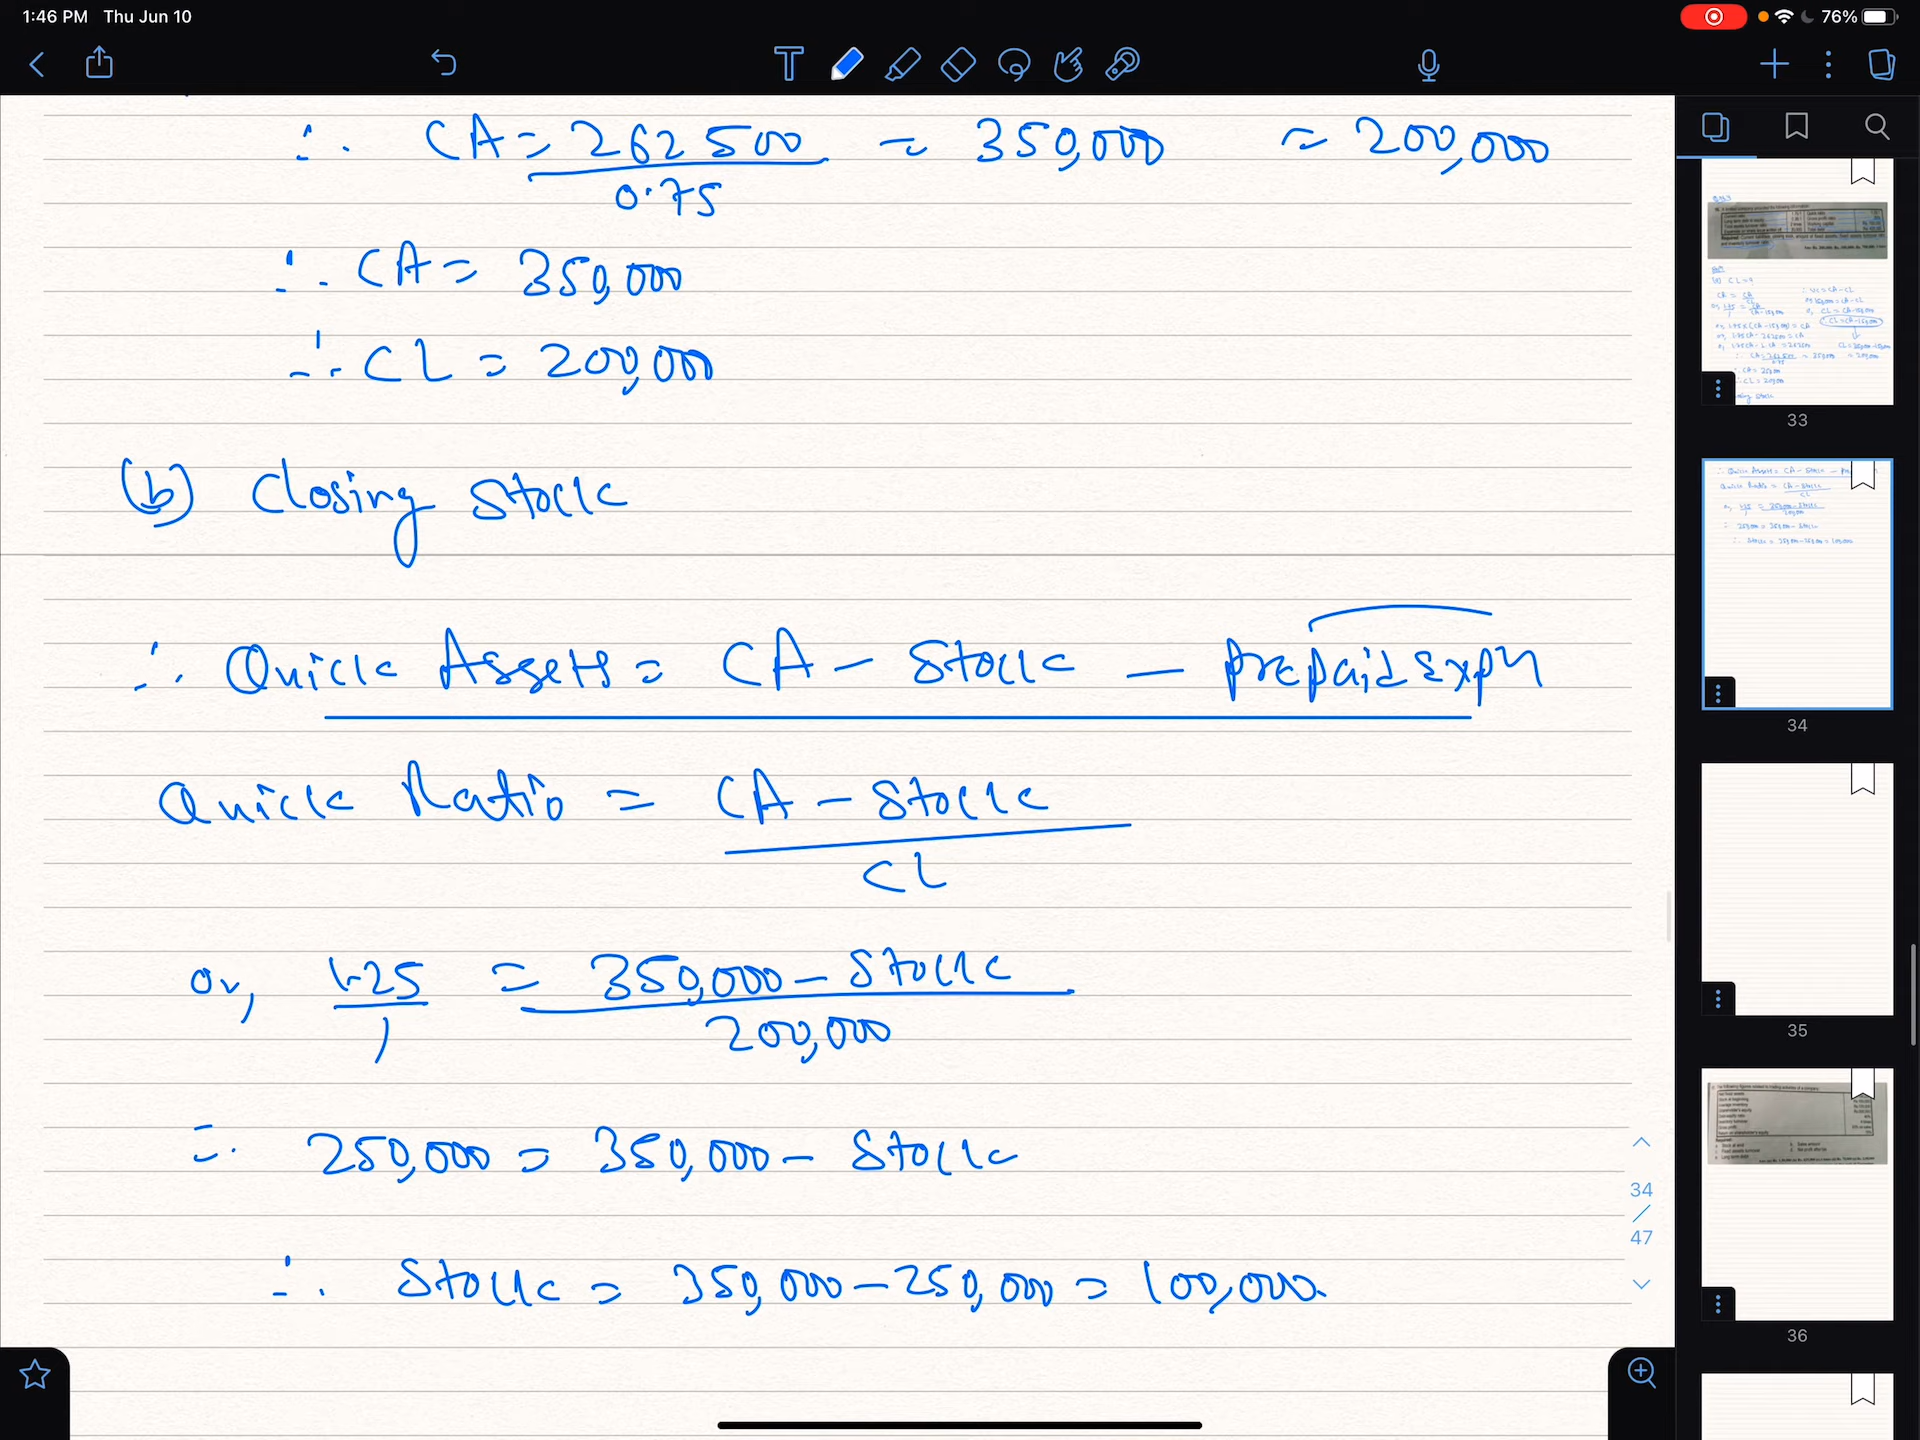 1:46 PM Thu Jun 10
76%
∴ CA = 262500 / 0.75 = 350,000 = 200,000
∴ CA = 350,000
∴ CL = 200,000
(b) Closing Stock
∴ Quick Assets = CA - Stock - prepaid expn
Quick Ratio = CA - Stock / CL
or, 1.25 / 1 = 350,000 - Stock / 200,000
∴ 250,000 = 350,000 - Stock
∴ Stock = 350,000 - 250,000 = 100,000.
34 / 47
33
34
35
36